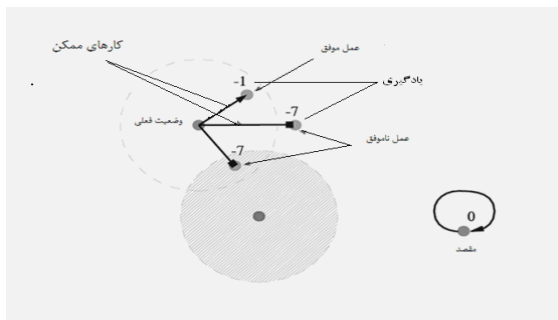 کارهای ممکن
عمل موفق
-1
یادگیری
-7
وضعیت فعلی
عمل ناموفق
-7
0
مقصد